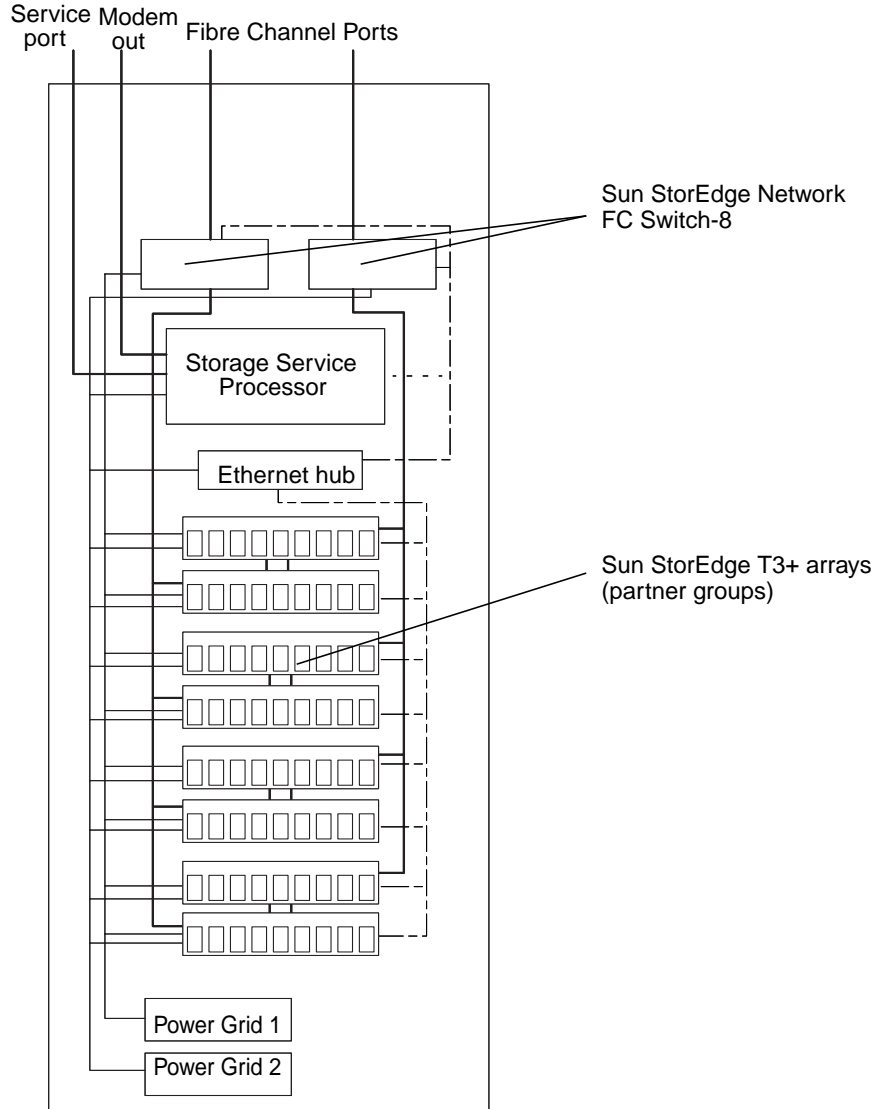 Service port
Modem out
Fibre Channel Ports
Sun StorEdge Network
FC Switch-8
Storage Service
Processor
Ethernet hub
Sun StorEdge T3+ arrays
(partner groups)
Power Grid 1
Power Grid 2